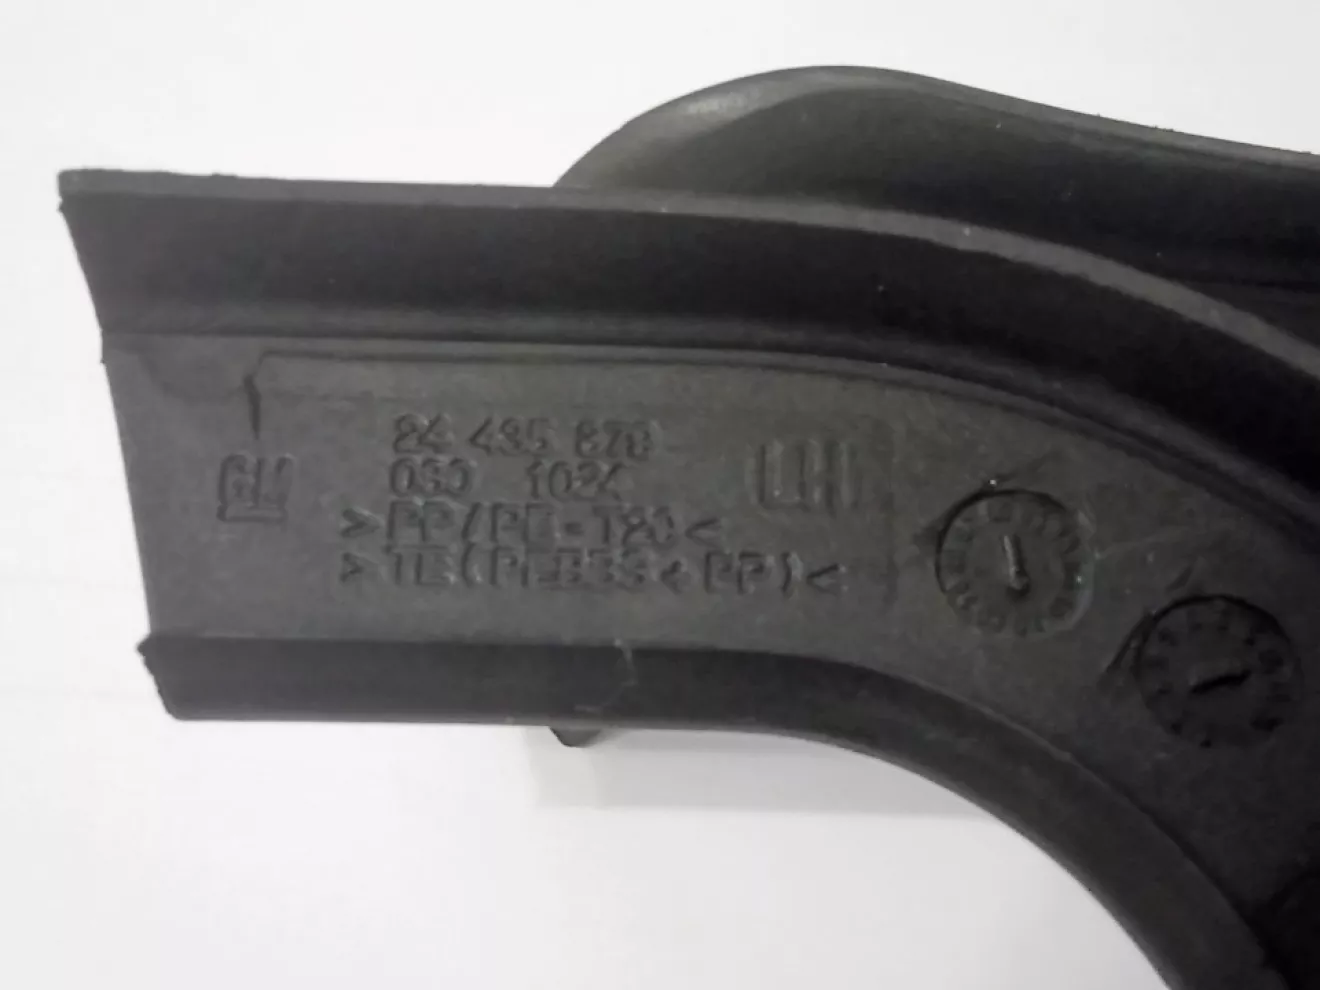 24 435 878
GM
030 1024
LH
>PP/PE-T20<
>TE(PEBBS+PP)<